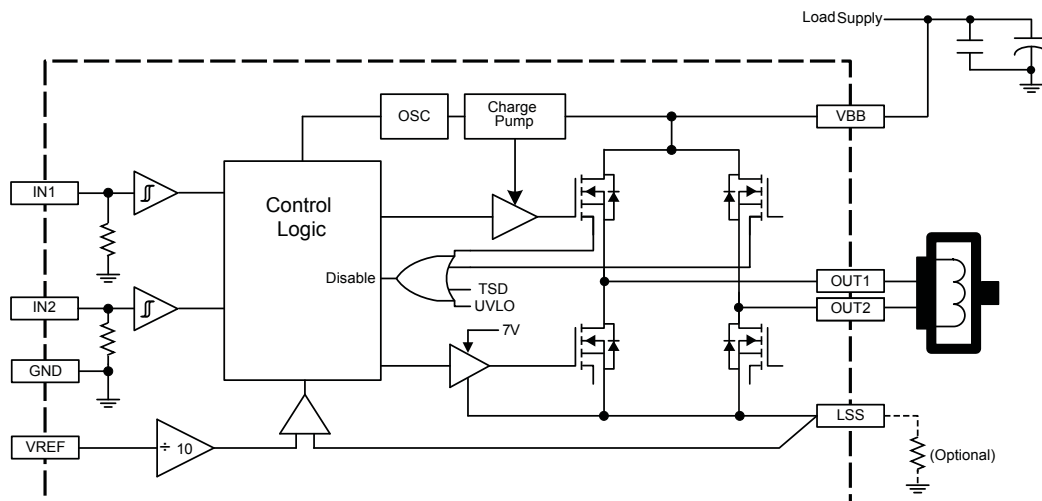 Load Supply
OSC
Charge
Pump
VBB
IN1
Control
Logic
Disable
TSD
UVLO
OUT1
IN2
OUT2
7V
GND
LSS
VREF
÷ 10
(Optional)